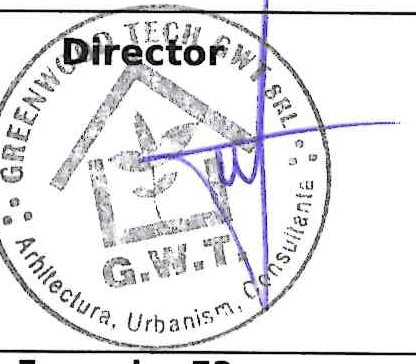 Director
GREENWOOD TECH GWT SRL
G.W.T.
Arhitectura, Urbanism, Consultanta